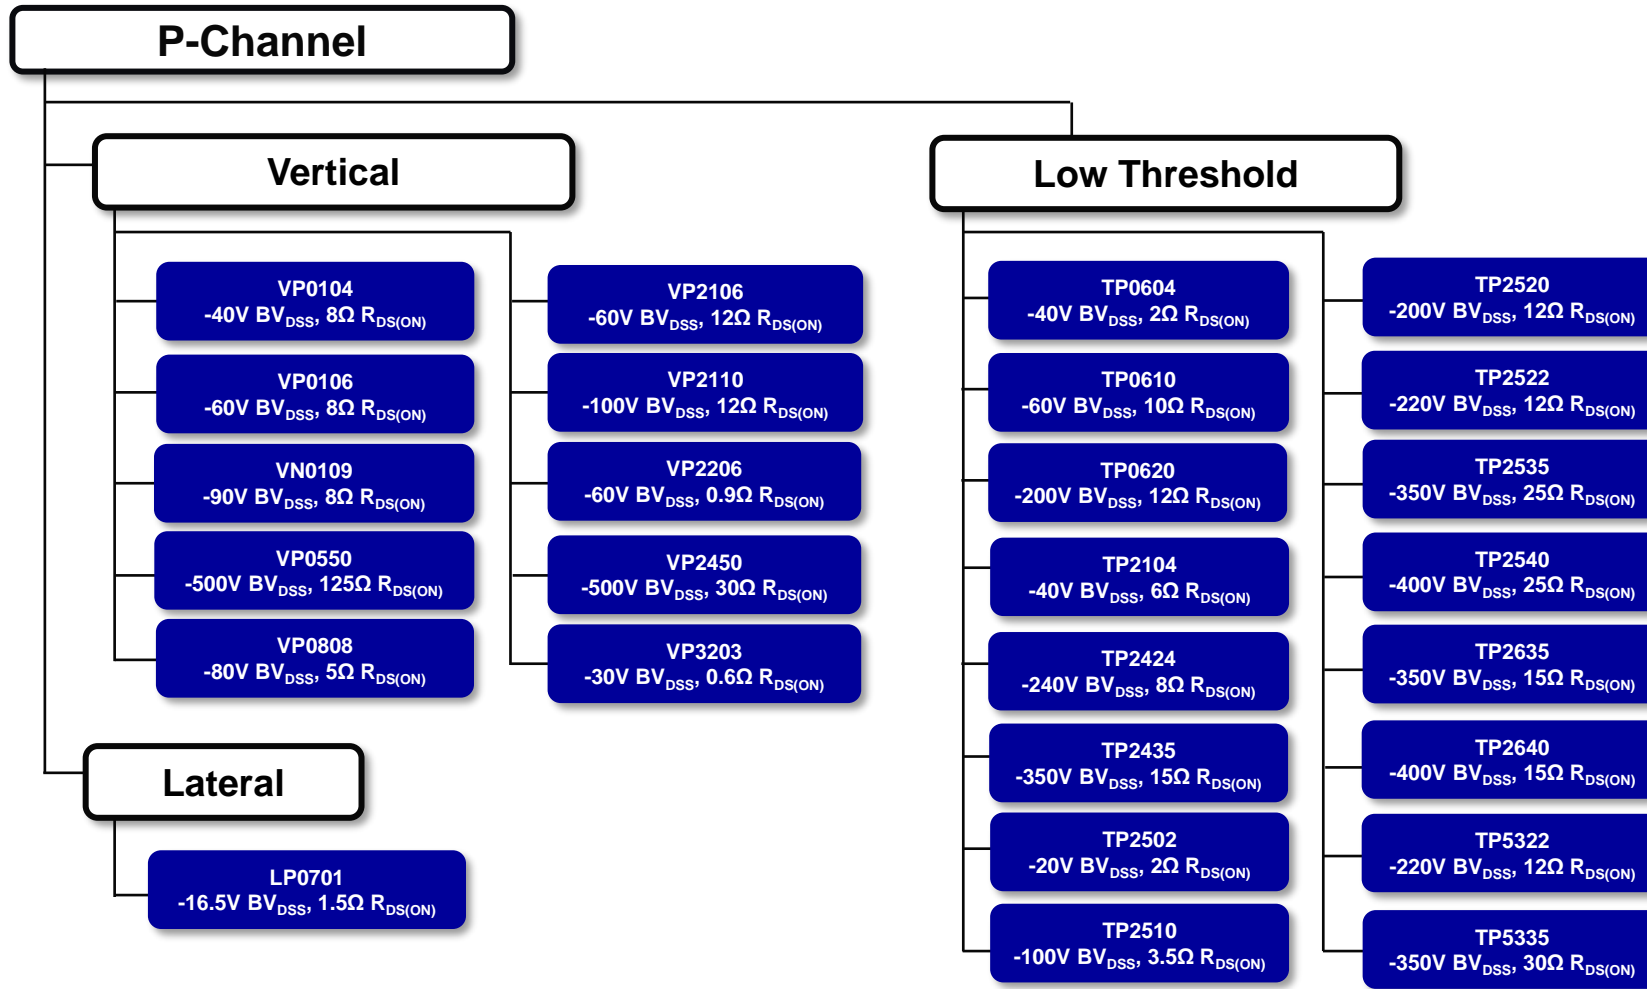 P-Channel
Vertical
VP0104
-40V BVDSS, 8Ω RDS(ON)
VP0106
-60V BVDSS, 8Ω RDS(ON)
VN0109
-90V BVDSS, 8Ω RDS(ON)
VP0550
-500V BVDSS, 125Ω RDS(ON)
VP0808
-80V BVDSS, 5Ω RDS(ON)
VP2106
-60V BVDSS, 12Ω RDS(ON)
VP2110
-100V BVDSS, 12Ω RDS(ON)
VP2206
-60V BVDSS, 0.9Ω RDS(ON)
VP2450
-500V BVDSS, 30Ω RDS(ON)
VP3203
-30V BVDSS, 0.6Ω RDS(ON)
Lateral
LP0701
-16.5V BVDSS, 1.5Ω RDS(ON)
Low Threshold
TP0604
-40V BVDSS, 2Ω RDS(ON)
TP0610
-60V BVDSS, 10Ω RDS(ON)
TP0620
-200V BVDSS, 12Ω RDS(ON)
TP2104
-40V BVDSS, 6Ω RDS(ON)
TP2424
-240V BVDSS, 8Ω RDS(ON)
TP2435
-350V BVDSS, 15Ω RDS(ON)
TP2502
-20V BVDSS, 2Ω RDS(ON)
TP2510
-100V BVDSS, 3.5Ω RDS(ON)
TP2520
-200V BVDSS, 12Ω RDS(ON)
TP2522
-220V BVDSS, 12Ω RDS(ON)
TP2535
-350V BVDSS, 25Ω RDS(ON)
TP2540
-400V BVDSS, 25Ω RDS(ON)
TP2635
-350V BVDSS, 15Ω RDS(ON)
TP2640
-400V BVDSS, 15Ω RDS(ON)
TP5322
-220V BVDSS, 12Ω RDS(ON)
TP5335
-350V BVDSS, 30Ω RDS(ON)